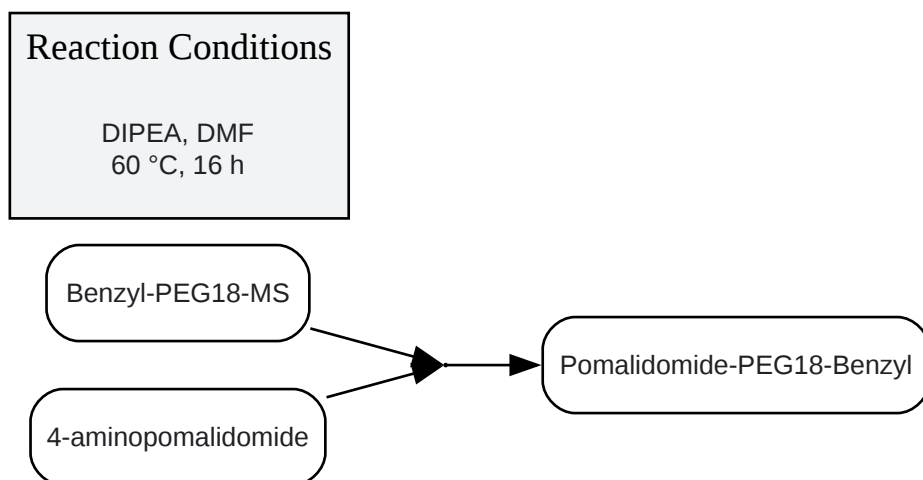 Reaction Conditions
DIPEA, DMF
60 °C, 16 h
Benzyl-PEG18-MS
Pomalidomide-PEG18-Benzyl
4-aminopomalidomide